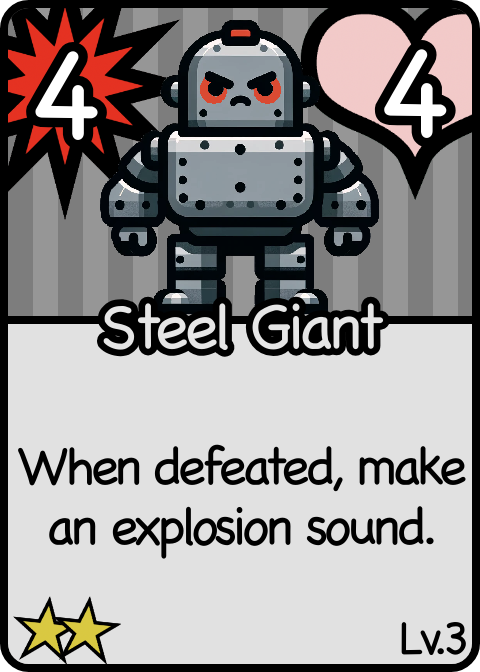 4 4
Steel Giant
When defeated, make
an explosion sound.
Lv.3